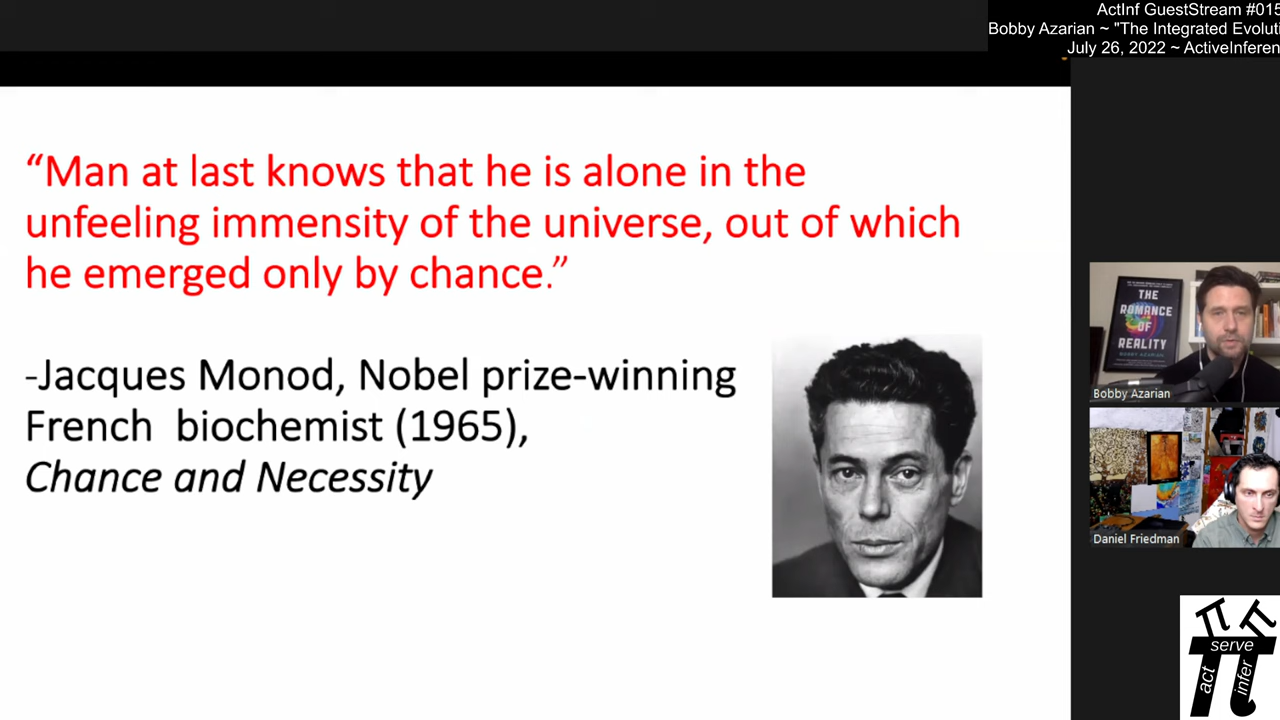 ActInf GuestStream #015
Bobby Azarian ~ "The Integrated Evoluti
July 26, 2022 ~ ActiveInferen
“Man at last knows that he is alone in the
unfeeling immensity of the universe, out of which
he emerged only by chance.”
-Jacques Monod, Nobel prize-winning
French biochemist (1965),
Chance and Necessity
THE
ROMANCE
OF
REALITY
BOBBY AZARIAN
Bobby Azarian
Daniel Friedman
serve
act
infer